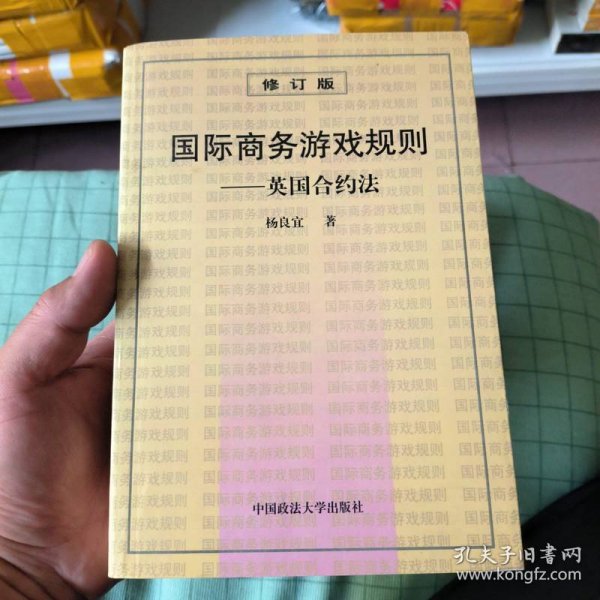 修订版
国际商务游戏规则
——英国合约法
杨良宜 著
中国政法大学出版社
孔夫子旧书网
www.kongfz.com